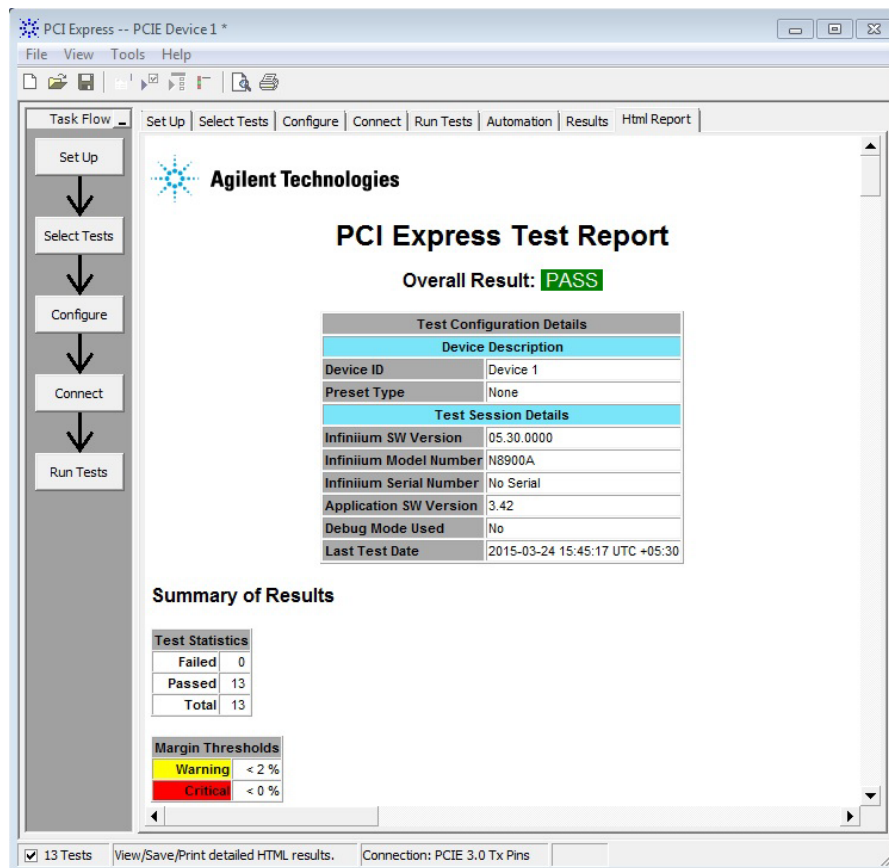 PCI Express -- PCIE Device 1 *
File View Tools Help
Task Flow
Set Up Select Tests Configure Connect Run Tests Automation Results Html Report
Set Up
Select Tests
Configure
Connect
Run Tests
Agilent Technologies
PCI Express Test Report
Overall Result: PASS
Test Configuration Details
Device Description
Device ID Device 1
Preset Type None
Test Session Details
Infiniium SW Version 05.30.0000
Infiniium Model Number N8900A
Infiniium Serial Number No Serial
Application SW Version 3.42
Debug Mode Used No
Last Test Date 2015-03-24 15:45:17 UTC +05:30
Summary of Results
Test Statistics
Failed 0
Passed 13
Total 13
Margin Thresholds
Warning < 2 %
Critical < 0 %
13 Tests View/Save/Print detailed HTML results. Connection: PCIE 3.0 Tx Pins